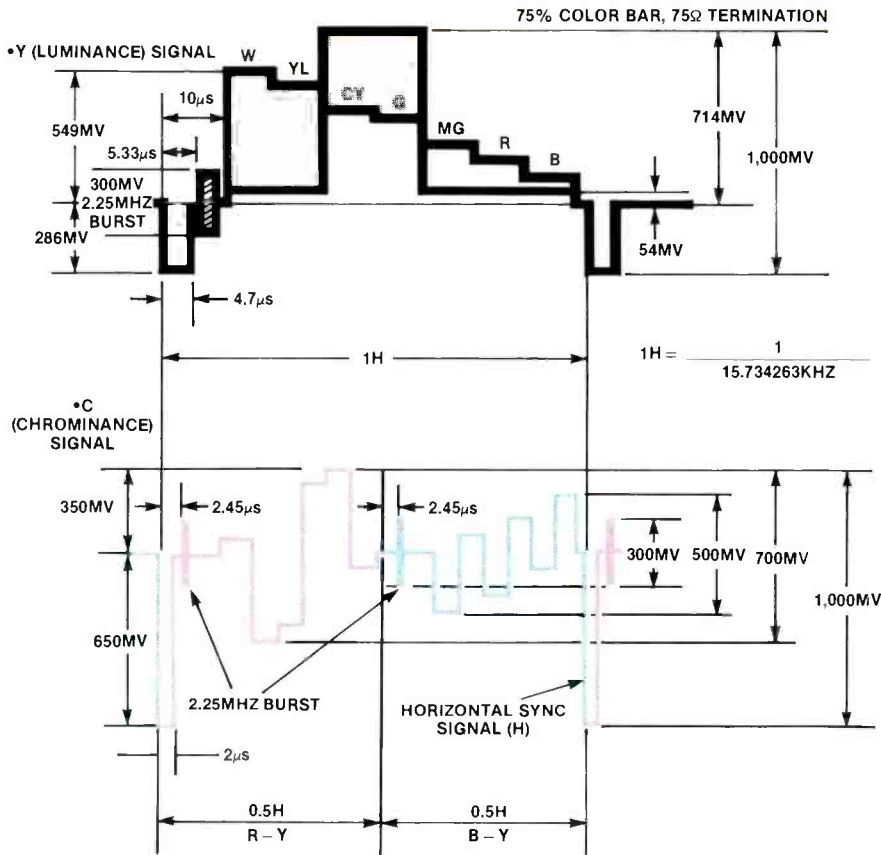 75% COLOR BAR, 75Ω TERMINATION
•Y (LUMINANCE) SIGNAL
W
YL
CY
G
MG
R
B
10μs
549MV
5.33μs
300MV
2.25MHZ
BURST
286MV
4.7μs
714MV
1,000MV
54MV
1H
1H = 1
15.734263KHZ
•C
(CHROMINANCE)
SIGNAL
350MV
2.45μs
2.45μs
300MV
500MV
700MV
1,000MV
650MV
2.25MHZ BURST
HORIZONTAL SYNC
SIGNAL (H)
2μs
0.5H
R – Y
0.5H
B – Y